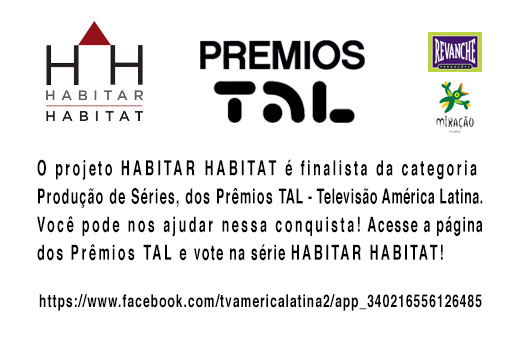 HABITAR
HABITAT
PREMIOS
TAL
REVANCHE
MIRAÇÃO
O projeto HABITAR HABITAT é finalista da categoria
Produção de Séries, dos Prêmios TAL - Televisão América Latina.
Você pode nos ajudar nessa conquista! Acesse a página
dos Prêmios TAL e vote na série HABITAR HABITAT!
https://www.facebook.com/tvamericalatina2/app_340216556126485